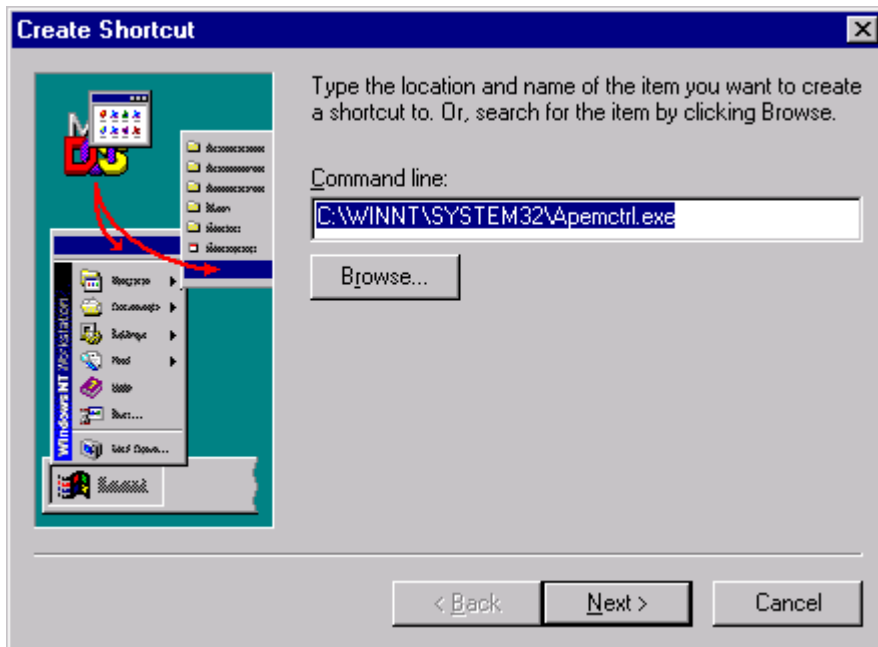 Create Shortcut
Type the location and name of the item you want to create
a shortcut to. Or, search for the item by clicking Browse.
Command line:
C:\WINNT\SYSTEM32\Apemctrl.exe
Browse...
Windows NT Workstation
< Back
Next >
Cancel